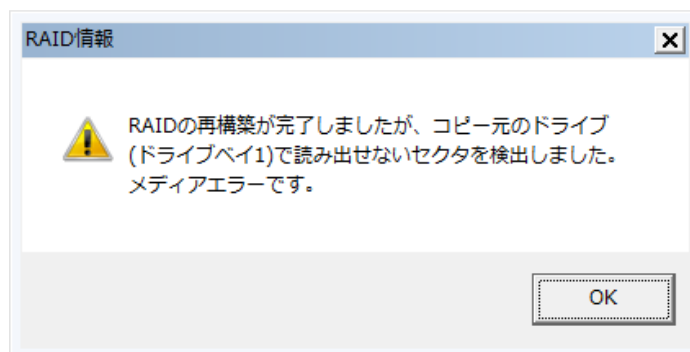 RAID情報
RAIDの再構築が完了しましたが、コピー元のドライブ
(ドライブベイ1)で読み出せないセクタを検出しました。
メディアエラーです。
OK